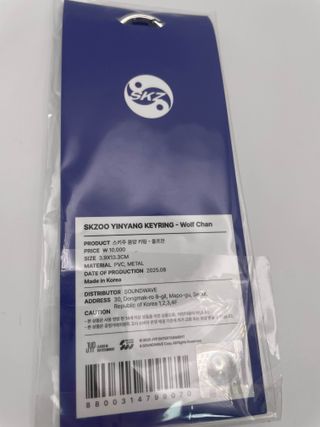 SKZ
SKZOO YINYANG KEYRING - Wolf Chan
PRODUCT 스키주 음양 키링 - 울프찬
PRICE ₩ 10,000
SIZE 3.9X13.3CM
MATERIAL PVC, METAL
DATE OF PRODUCTION 2025.08
Made in Korea
DISTRIBUTOR SOUNDWAVE
ADDRESS 30, Dongmak-ro 8-gil, Mapo-gu, Seoul,
Republic of Korea 1,2,3,4F
CAUTION
JYP
8800314799070